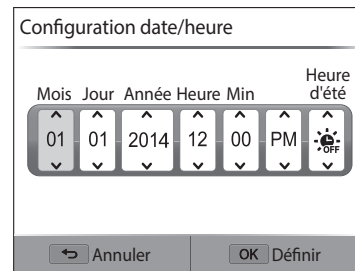 Configuration date/heure
Mois Jour Année Heure Min Heure d'été
01 01 2014 12 00 PM OFF
Annuler OK Définir